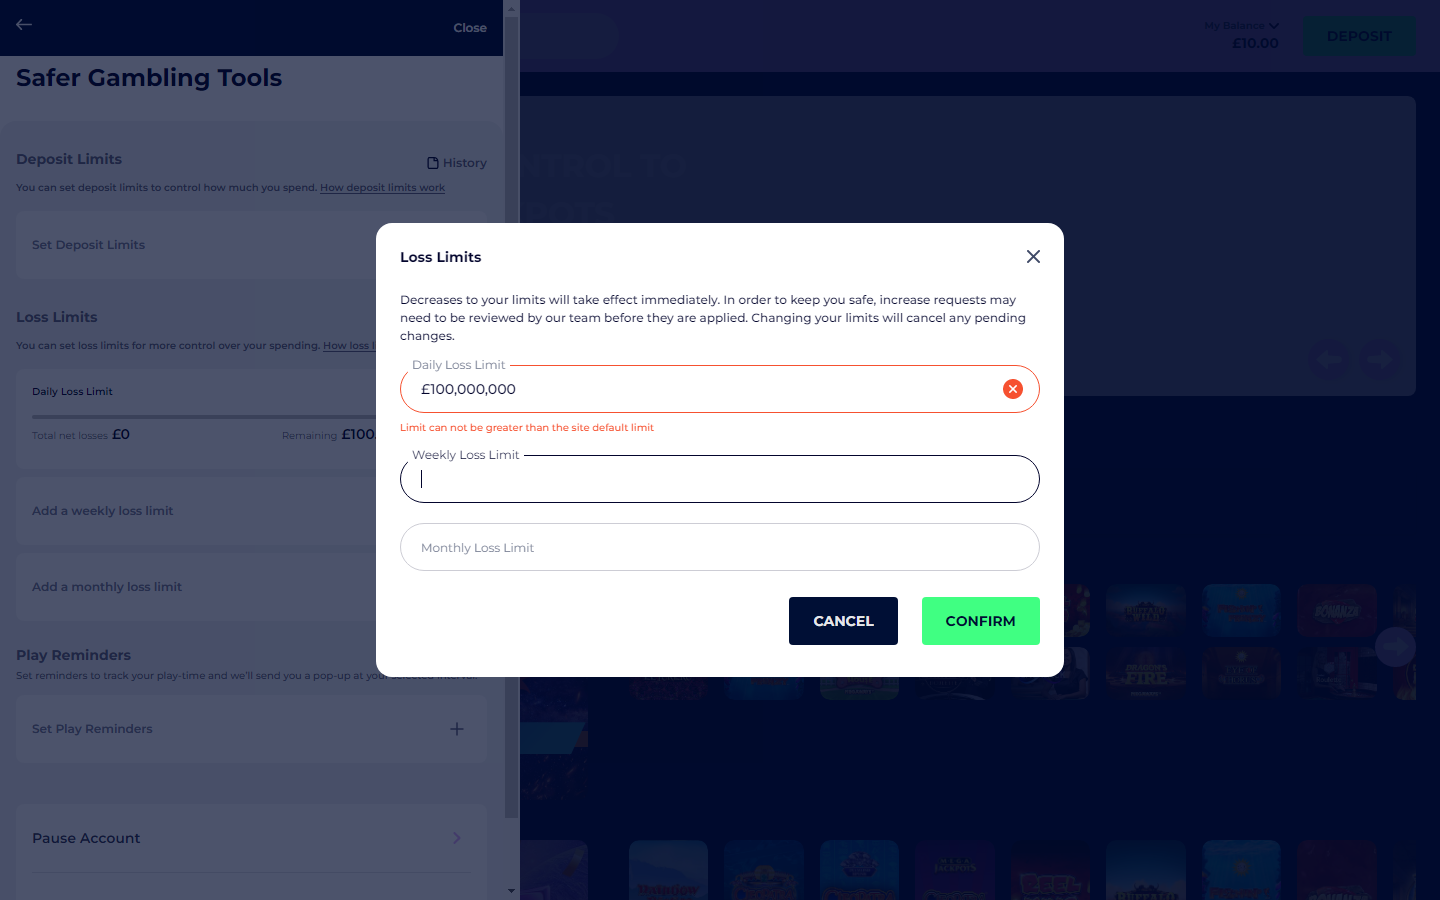 Close
My Balance
£10.00
DEPOSIT
Safer Gambling Tools
Deposit Limits
History
You can set deposit limits to control how much you spend. How deposit limits work
Set Deposit Limits
Loss Limits
You can set loss limits for more control over your spending. How loss
Daily Loss Limit
Total net losses £0
Remaining £100
Add a weekly loss limit
Add a monthly loss limit
Play Reminders
Set reminders to track your play-time and we'll send you a pop-up at your selected
Set Play Reminders
Pause Account
NTROL TO
Loss Limits
Decreases to your limits will take effect immediately. In order to keep you safe, increase requests may
need to be reviewed by our team before they are applied. Changing your limits will cancel any pending
changes.
Daily Loss Limit
£100,000,000
Limit can not be greater than the site default limit
Weekly Loss Limit
Monthly Loss Limit
CANCEL
CONFIRM
BONANZA
FIRE